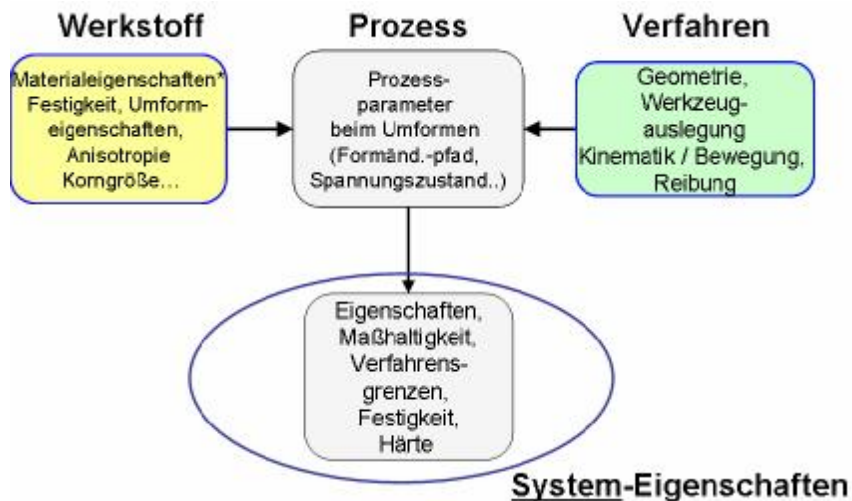 Werkstoff
Materialeigenschaften*
Festigkeit, Umform-
eigenschaften,
Anisotropie
Korngröße...
Prozess
Prozess-
parameter
beim Umformen
(Formänd.-pfad,
Spannungszustand..)
Verfahren
Geometrie,
Werkzeug-
auslegung
Kinematik / Bewegung,
Reibung
Eigenschaften,
Maßhaltigkeit,
Verfahrens-
grenzen,
Festigkeit,
Härte
System-Eigenschaften